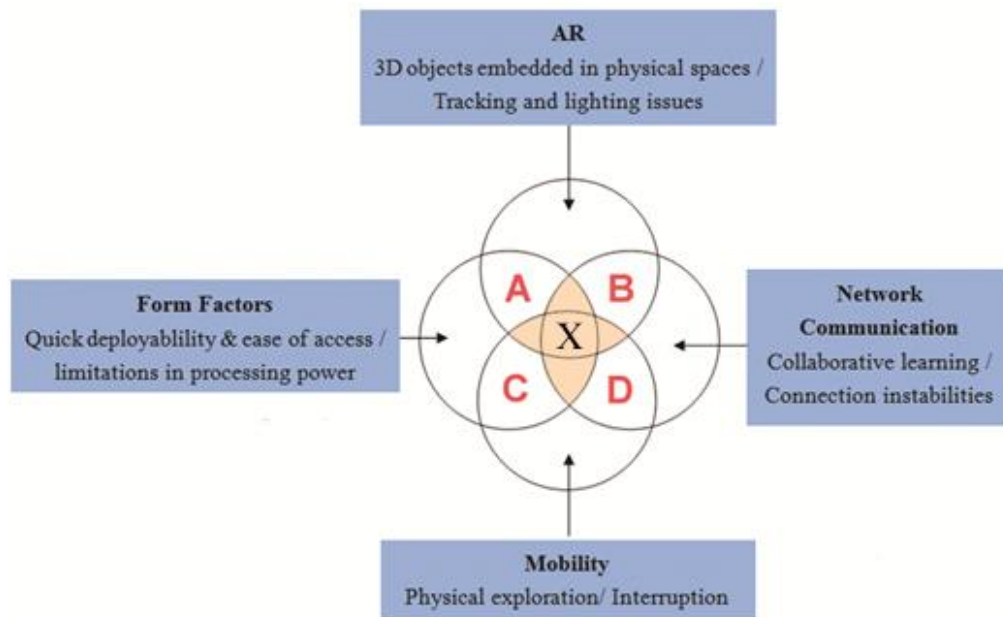 AR
3D objects embedded in physical spaces /
Tracking and lighting issues
A
B
X
C
D
Form Factors
Quick deployablility & ease of access /
limitations in processing power
Network
Communication
Collaborative learning /
Connection instabilities
Mobility
Physical exploration/ Interruption